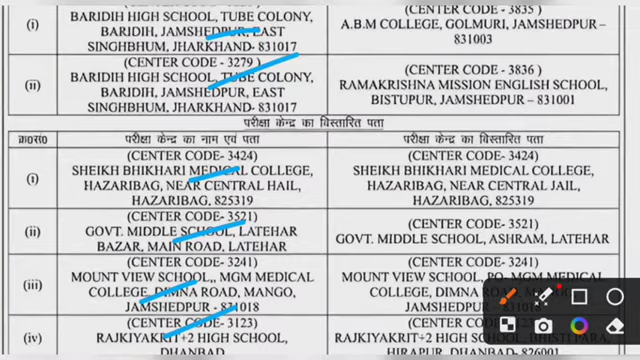 (i)
BARIDIH HIGH SCHOOL, TUBE COLONY,
BARIDIH, JAMSHEDPUR, EAST
SINGHBHUM, JHARKHAND- 831017
(CENTER CODE - 3835 )
A.B.M COLLEGE, GOLMURI, JAMSHEDPUR –
831003
(ii)
(CENTER CODE - 3279 )
BARIDIH HIGH SCHOOL, TUBE COLONY,
BARIDIH, JAMSHEDPUR, EAST
SINGHBHUM, JHARKHAND- 831017
(CENTER CODE - 3836 )
RAMAKRISHNA MISSION ENGLISH SCHOOL,
BISTUPUR, JAMSHEDPUR – 831001
परीक्षा केन्द्र का विस्तारित पता
क्र०सं०
परीक्षा केन्द्र का नाम एवं पता
परीक्षा केन्द्र का विस्तारित पता
(i)
(CENTER CODE- 3424)
SHEIKH BHIKHARI MEDICAL COLLEGE,
HAZARIBAG, NEAR CENTRAL HAIL,
HAZARIBAG, 825319
(CENTER CODE- 3424)
SHEIKH BHIKHARI MEDICAL COLLEGE,
HAZARIBAG, NEAR CENTRAL JAIL,
HAZARIBAG, 825319
(ii)
(CENTER CODE- 3521)
GOVT. MIDDLE SCHOOL, LATEHAR
BAZAR, MAIN ROAD, LATEHAR
(CENTER CODE- 3521)
GOVT. MIDDLE SCHOOL, ASHRAM, LATEHAR
(iii)
(CENTER CODE- 3241)
MOUNT VIEW SCHOOL,, MGM MEDICAL
COLLEGE, DIMNA ROAD, MANGO,
JAMSHEDPUR - 831018
(CENTER CODE- 3241)
MOUNT VIEW SCHOOL, PO- MGM MEDICAL
COLLEGE, DIMNA
JAMSHED
(iv)
(CENTER CODE- 3123)
RAJKIYAKRIT+2 HIGH SCHOOL,
DHANBAD
(CENTER
RAJKIYAKRIT+2 HIGH
HIRAPUR, DHANBAD- 826001